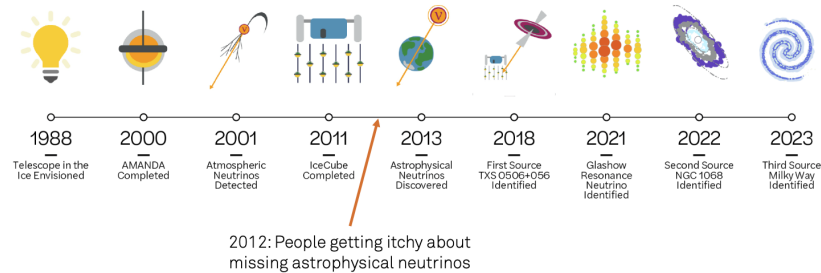 V
V
1988
Telescope in the
Ice Envisioned
2000
AMANDA
Completed
2001
Atmospheric
Neutrinos
Detected
2011
IceCube
Completed
2013
Astrophysical
Neutrinos
Discovered
2018
First Source
TXS 0506+056
Identified
2021
Glashow
Resonance
Neutrino
Identified
2022
Second Source
NGC 1068
Identified
2023
Third Source
Milky Way
Identified
2012: People getting itchy about
missing astrophysical neutrinos